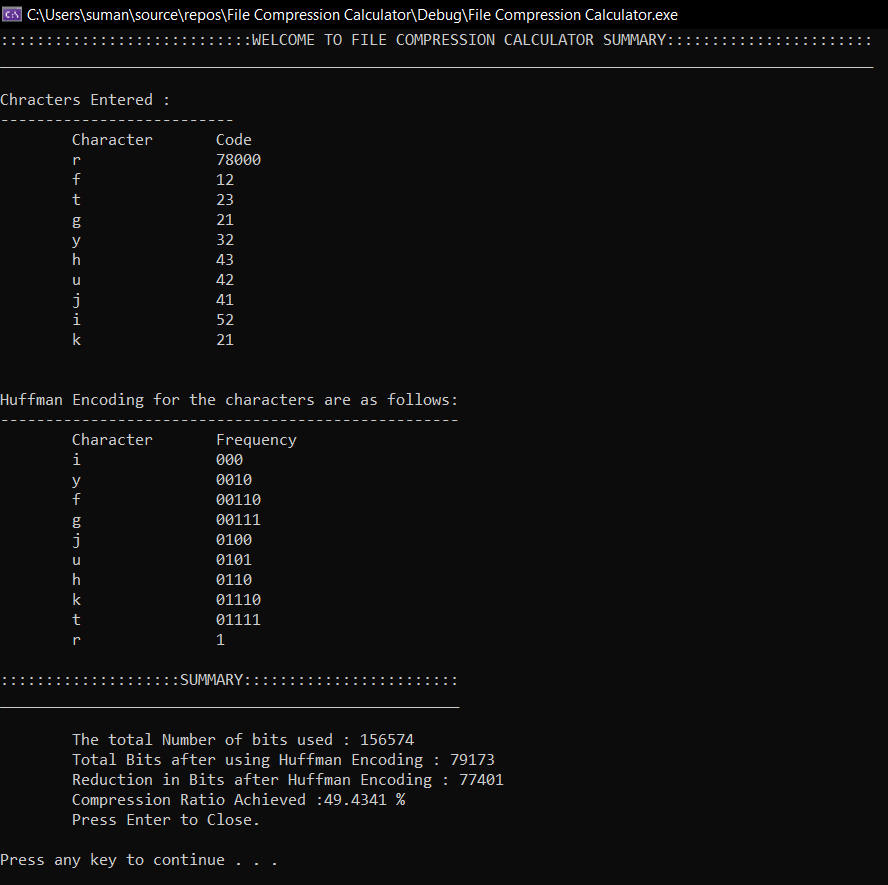 C:\Users\suman\source\repos\File Compression Calculator\Debug\File Compression Calculator.exe
::::::::::::::::::::::::::::WELCOME TO FILE COMPRESSION CALCULATOR SUMMARY:::::::::::::::::::::::
_________________________________________________________________________________________________
Chracters Entered :
--------------------------
Character Code
r 78000
f 12
t 23
g 21
y 32
h 43
u 42
j 41
i 52
k 21
Huffman Encoding for the characters are as follows:
---------------------------------------------------
Character Frequency
i 000
y 0010
f 00110
g 00111
j 0100
u 0101
h 0110
k 01110
t 01111
r 1
::::::::::::::::::::SUMMARY::::::::::::::::::::::::
___________________________________________________
The total Number of bits used : 156574
Total Bits after using Huffman Encoding : 79173
Reduction in Bits after Huffman Encoding : 77401
Compression Ratio Achieved :49.4341 %
Press Enter to Close.
Press any key to continue . . .